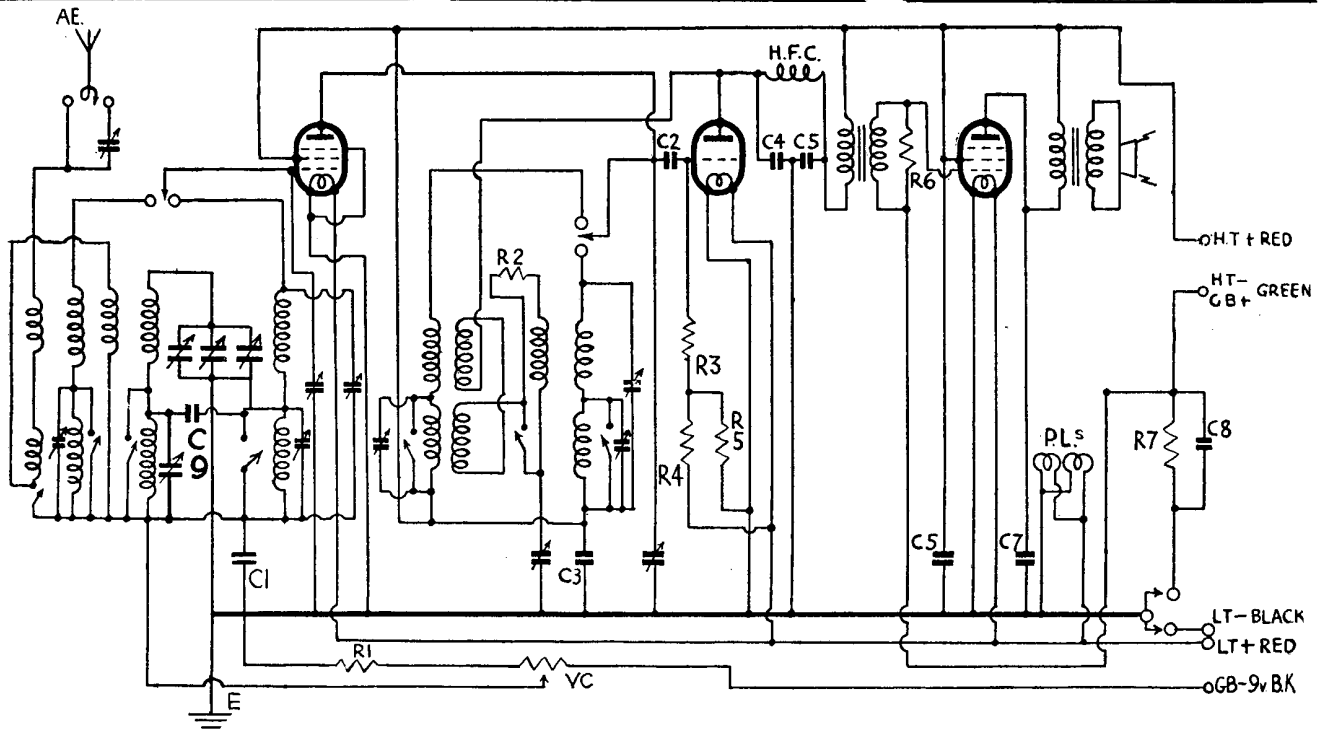 AE.
H.F.C.
C2
C4 C5
R6
H.T + RED
HT-
GB+ GREEN
R2
R3
R4
R
5
C
9
P.L.s
R7
C8
C1
C3
C5
C7
LT-BLACK
LT+RED
R1
VC
GB-9v B.K
E